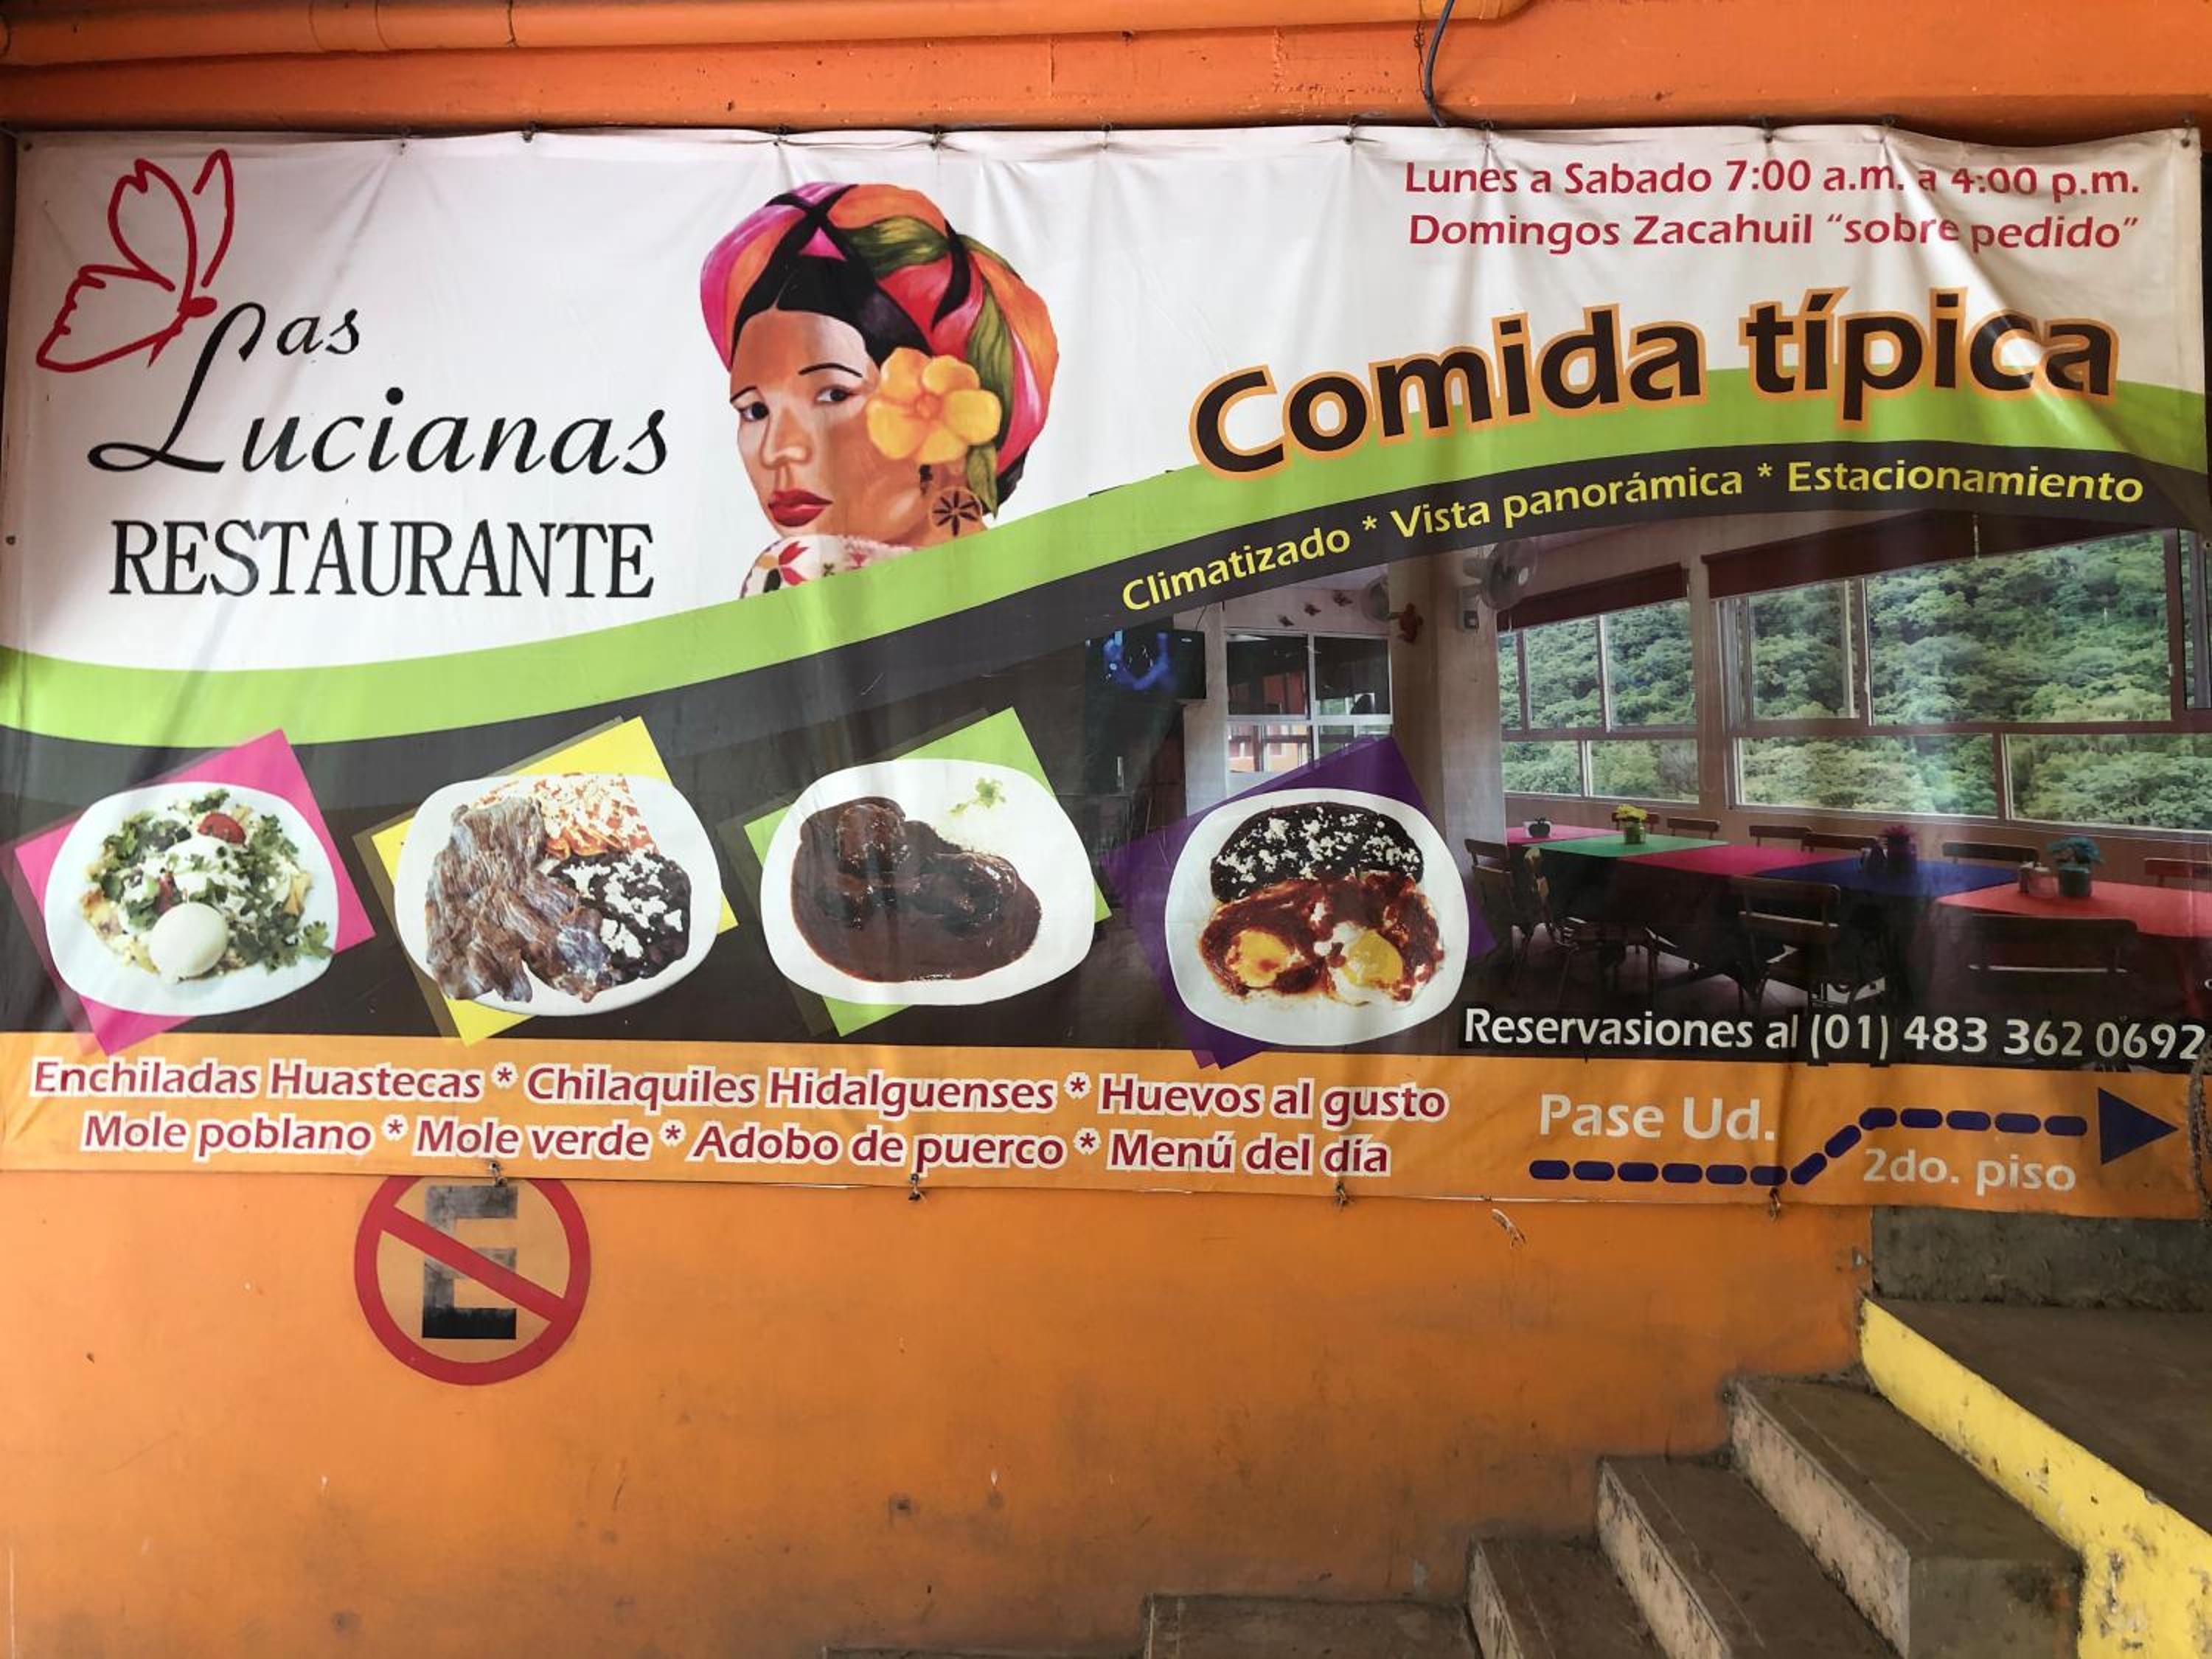 Las
Lucianas
RESTAURANTE
Lunes a Sabado 7:00 a.m. a 4:00 p.m.
Domingos Zacahuil “sobre pedido”
Comida típica
Climatizado * Vista panorámica * Estacionamiento
Reservasiones al (01) 483 362 0692
Enchiladas Huastecas * Chilaquiles Hidalguenses * Huevos al gusto
Mole poblano * Mole verde * Adobo de puerco * Menú del día
Pase Ud.
2do. piso
E